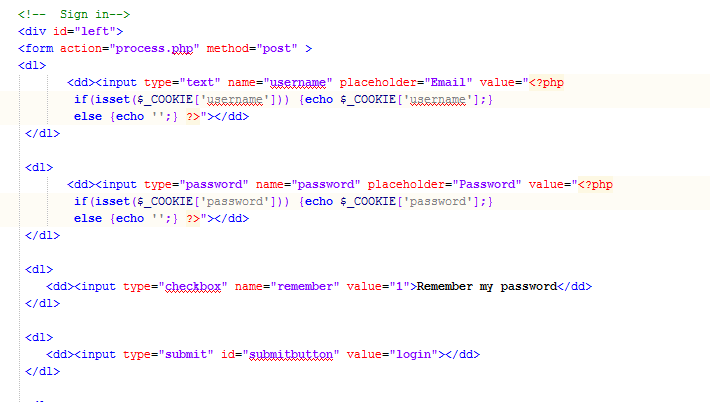 <!--  Sign in-->
<div id="left">
<form action="process.php" method="post" >
<dl>
<dd><input type="text" name="username" placeholder="Email" value="<?php
if(isset($_COOKIE['username'])) {echo $_COOKIE['username'];}
else {echo '';} ?>"></dd>
</dl>
<dl>
<dd><input type="password" name="password" placeholder="Password" value="<?php
if(isset($_COOKIE['password'])) {echo $_COOKIE['password'];}
else {echo '';} ?>"></dd>
</dl>
<dl>
<dd><input type="checkbox" name="remember" value="1">Remember my password</dd>
</dl>
<dl>
<dd><input type="submit" id="submitbutton" value="login"></dd>
</dl>